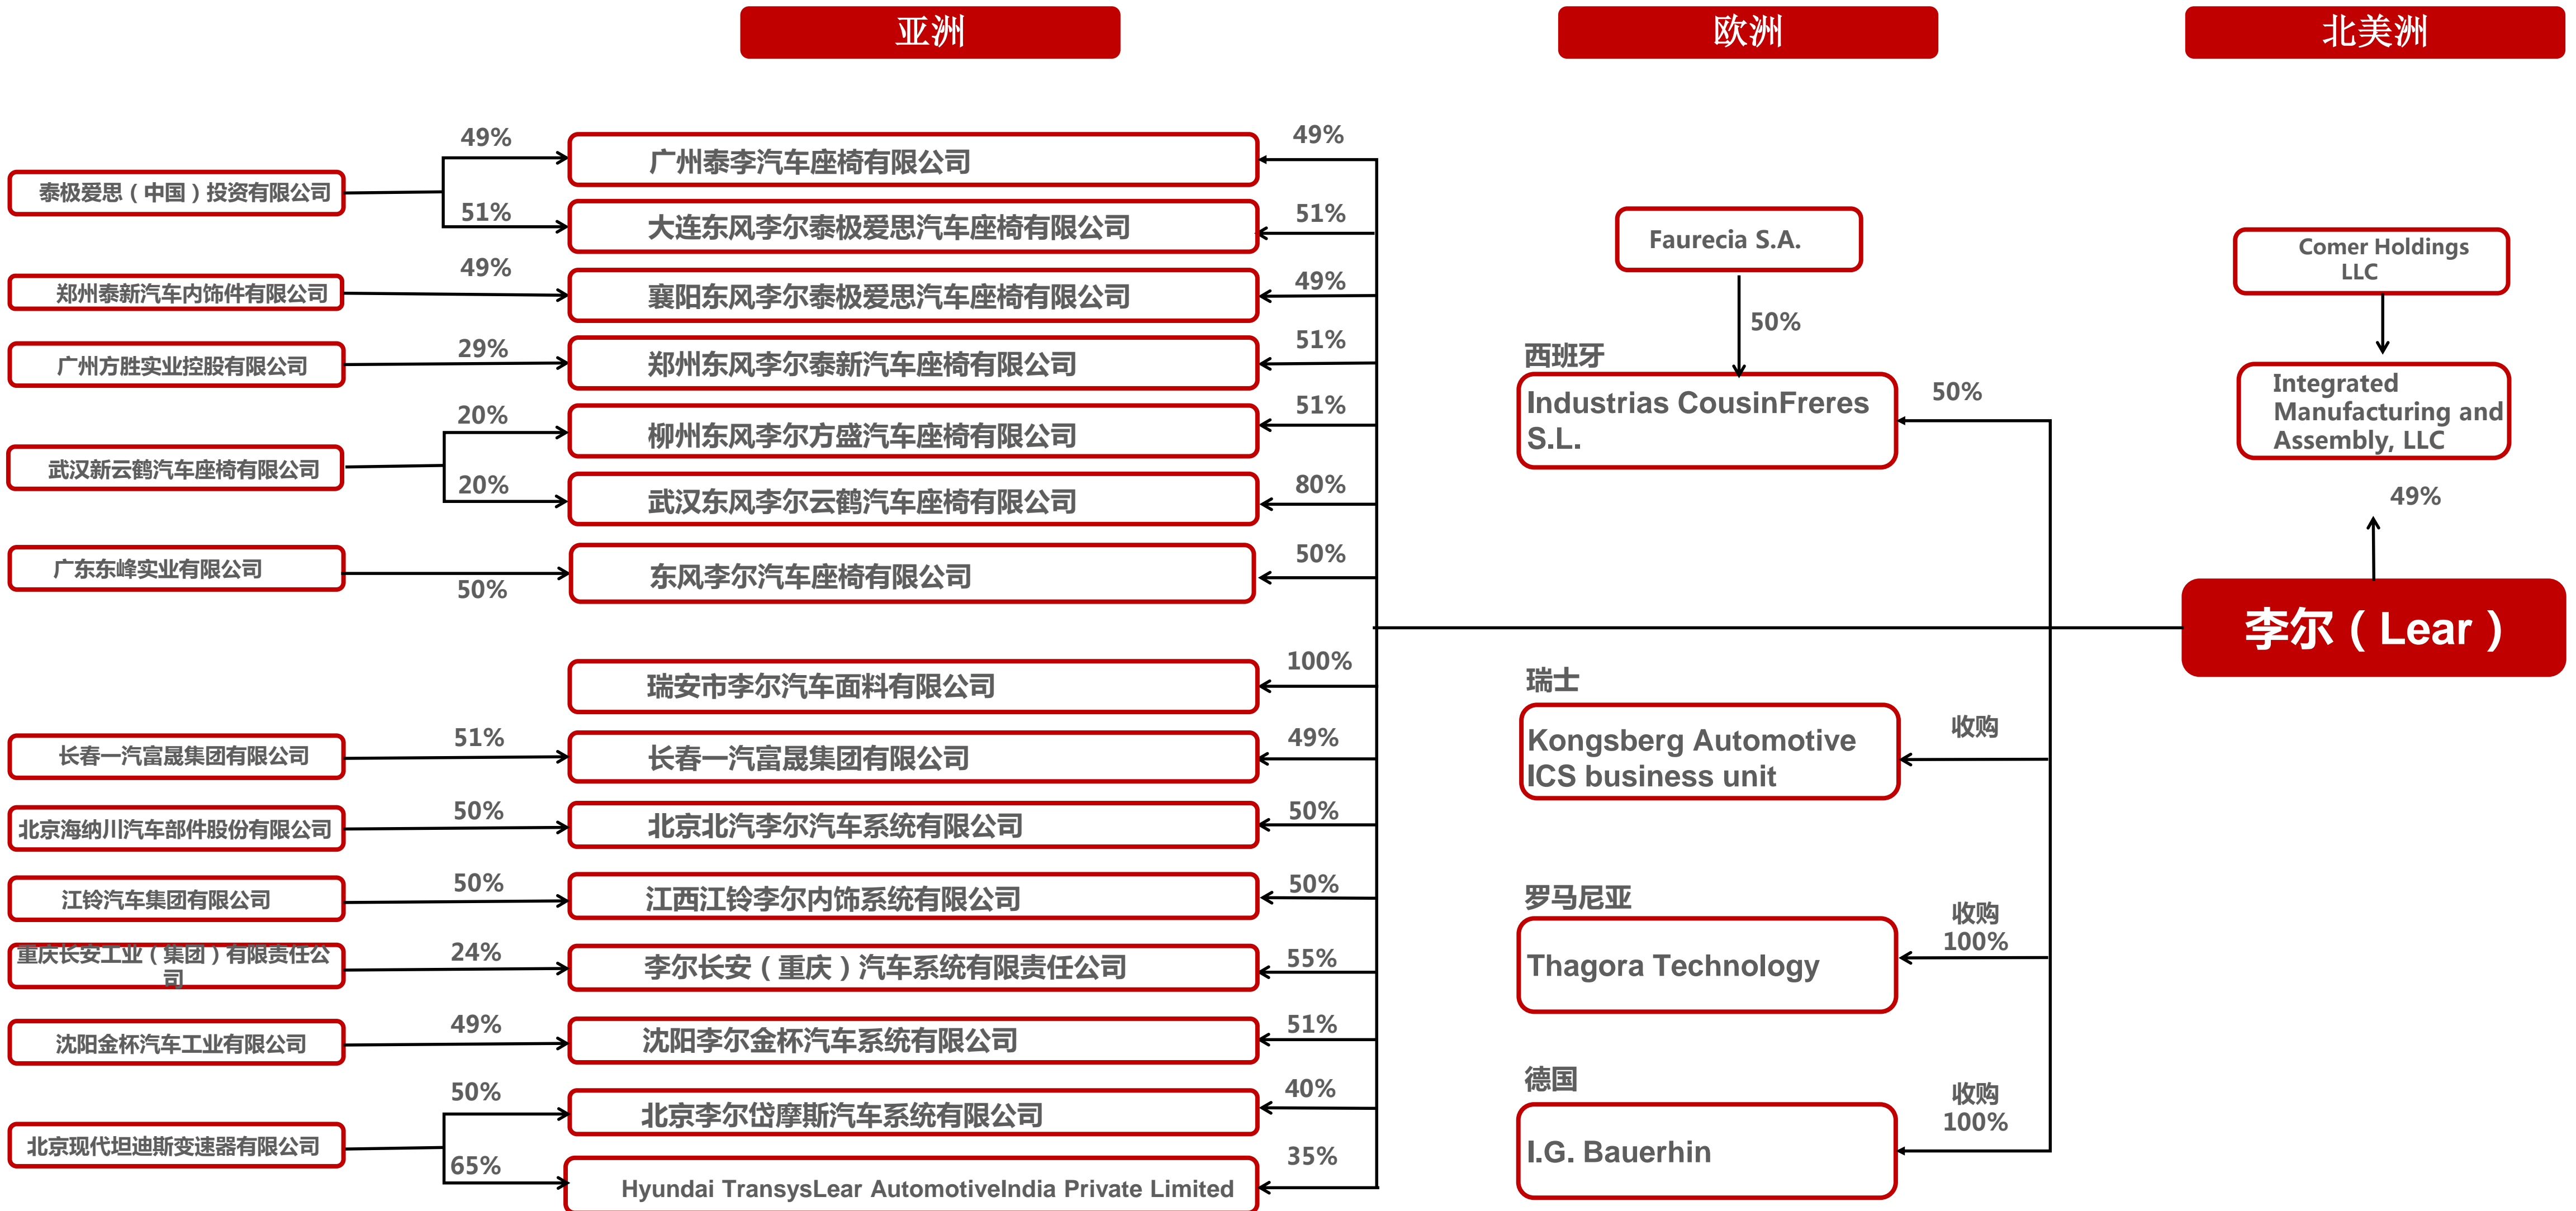 亚洲
欧洲
北美洲
49%
49%
广州泰李汽车座椅有限公司
泰极爱思（中国）投资有限公司
51%
51%
大连东风李尔泰极爱思汽车座椅有限公司
49%
49%
郑州泰新汽车内饰件有限公司
襄阳东风李尔泰极爱思汽车座椅有限公司
29%
51%
广州方胜实业控股有限公司
郑州东风李尔泰新汽车座椅有限公司
20%
51%
柳州东风李尔方盛汽车座椅有限公司
武汉新云鹤汽车座椅有限公司
20%
80%
武汉东风李尔云鹤汽车座椅有限公司
广东东峰实业有限公司
50%
50%
东风李尔汽车座椅有限公司
100%
瑞安市李尔汽车面料有限公司
51%
49%
长春一汽富晟集团有限公司
长春一汽富晟集团有限公司
50%
50%
北京海纳川汽车部件股份有限公司
北京北汽李尔汽车系统有限公司
50%
50%
江铃汽车集团有限公司
江西江铃李尔内饰系统有限公司
24%
55%
重庆长安工业（集团）有限责任公
司
李尔长安（重庆）汽车系统有限责任公司
49%
51%
沈阳金杯汽车工业有限公司
沈阳李尔金杯汽车系统有限公司
50%
40%
北京李尔岱摩斯汽车系统有限公司
北京现代坦迪斯变速器有限公司
65%
35%
Hyundai TransysLear AutomotiveIndia Private Limited
Faurecia S.A.
50%
西班牙
Industrias CousinFreres
S.L.
50%
瑞士
Kongsberg Automotive
ICS business unit
收购
罗马尼亚
Thagora Technology
收购
100%
德国
I.G. Bauerhin
收购
100%
Comer Holdings
LLC
Integrated
Manufacturing and
Assembly, LLC
49%
李尔（Lear）